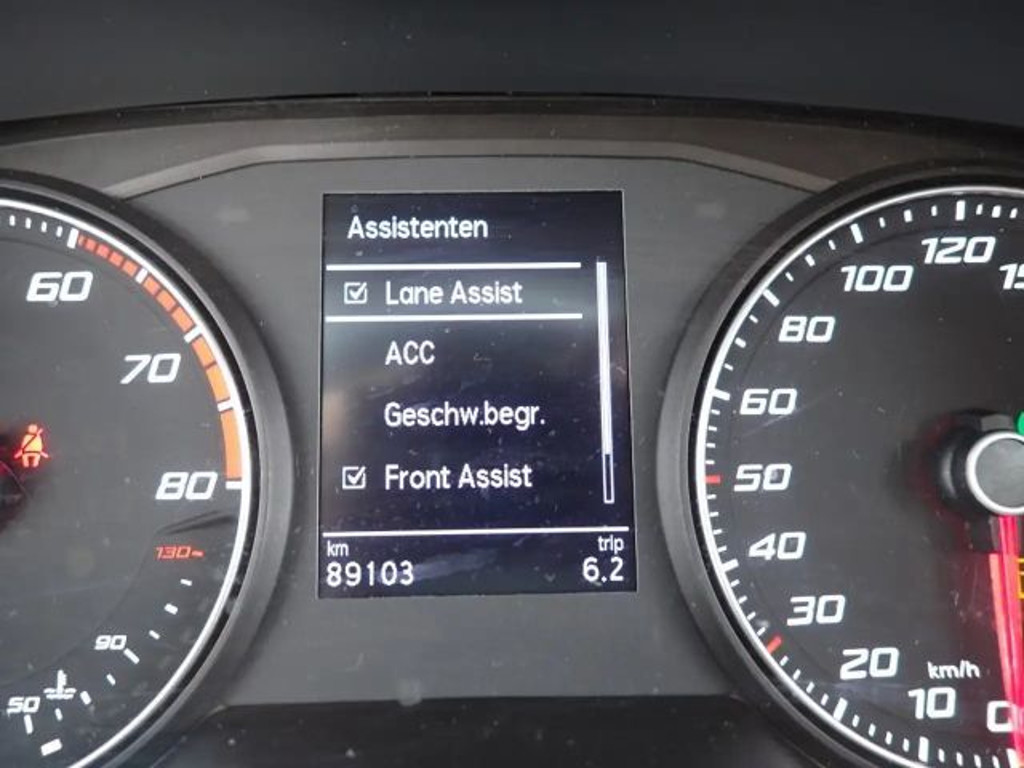 Assistenten
Lane Assist
ACC
Geschw.begr.
Front Assist
km
trip
89103
6.2
60
70
80
130
90
50
120
100
80
60
50
40
30
20
10
0
km/h